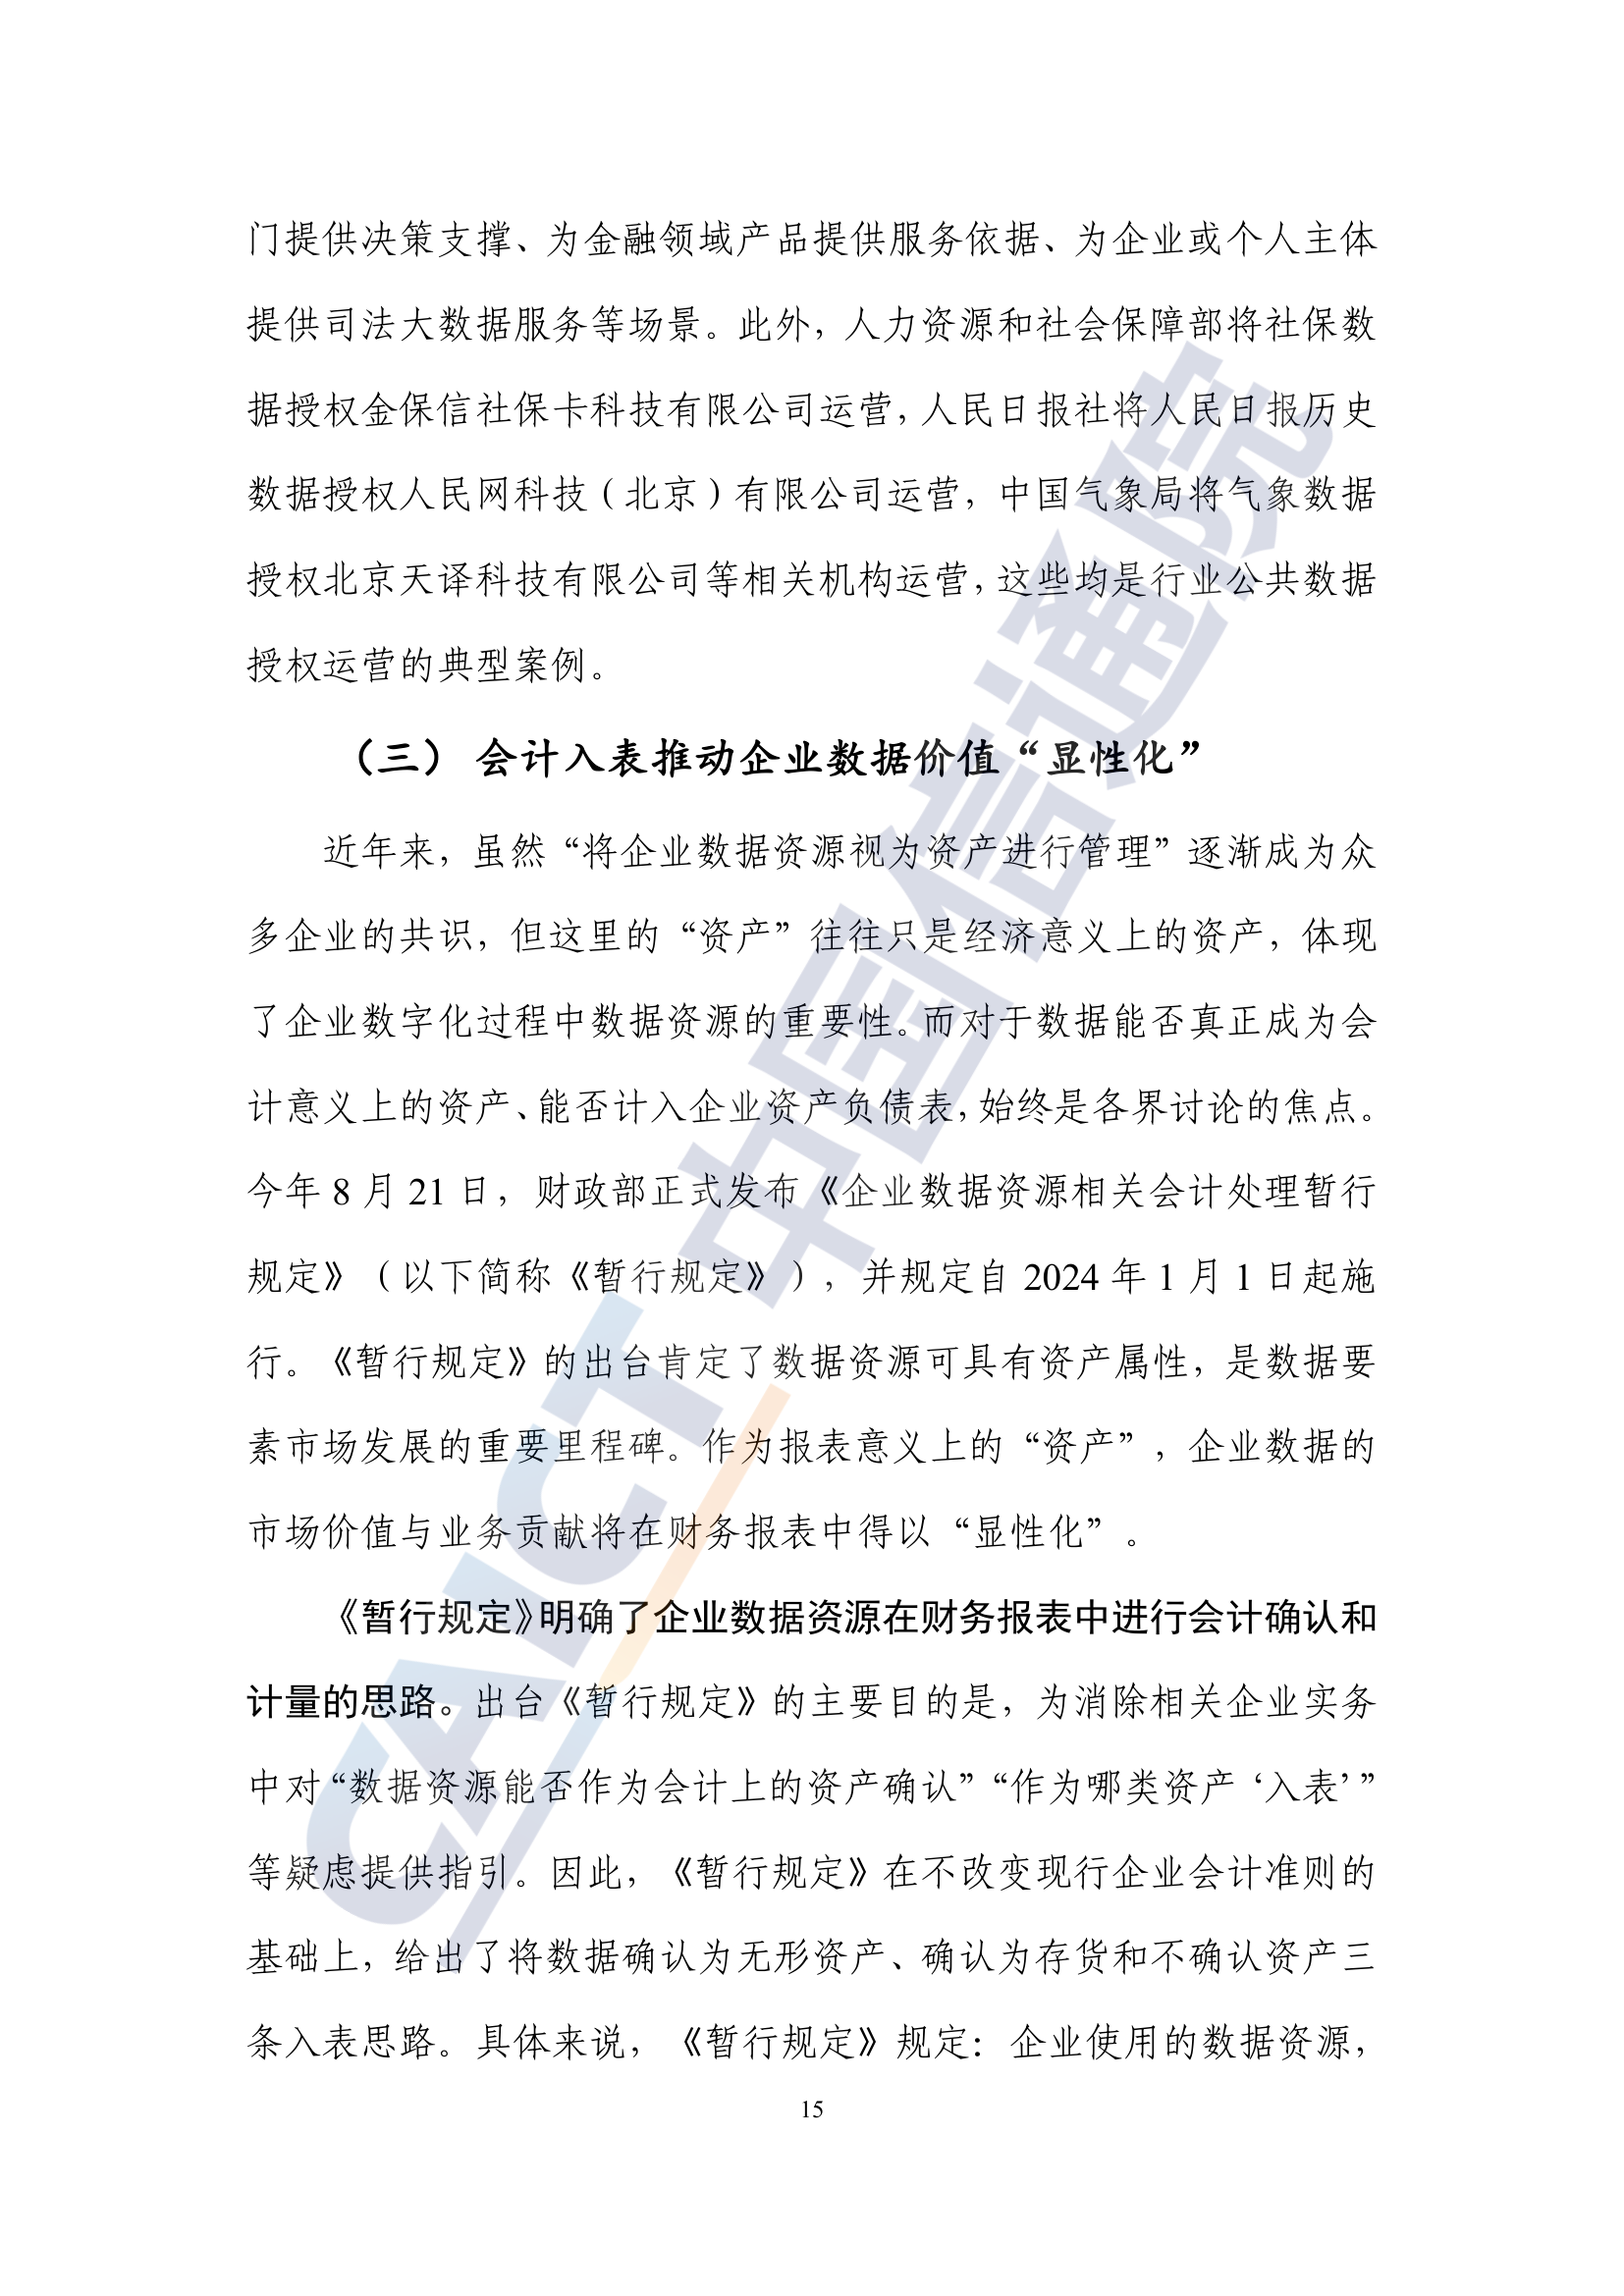 门提供决策支撑、为金融领域产品提供服务依据、为企业或个人主体
提供司法大数据服务等场景。此外，人力资源和社会保障部将社保数
据授权金保信社保卡科技有限公司运营，人民日报社将人民日报历史
数据授权人民网科技（北京）有限公司运营，中国气象局将气象数据
授权北京天译科技有限公司等相关机构运营，这些均是行业公共数据
授权运营的典型案例。
（三） 会计入表推动企业数据价值“显性化”
近年来，虽然“将企业数据资源视为资产进行管理”逐渐成为众
多企业的共识，但这里的“资产”往往只是经济意义上的资产，体现
了企业数字化过程中数据资源的重要性。而对于数据能否真正成为会
计意义上的资产、能否计入企业资产负债表，始终是各界讨论的焦点。
今年 8 月 21 日，财政部正式发布《企业数据资源相关会计处理暂行
规定》（以下简称《暂行规定》），并规定自 2024 年 1 月 1 日起施
行。《暂行规定》的出台肯定了数据资源可具有资产属性，是数据要
素市场发展的重要里程碑。作为报表意义上的“资产”，企业数据的
市场价值与业务贡献将在财务报表中得以“显性化”。
《暂行规定》明确了企业数据资源在财务报表中进行会计确认和
计量的思路。出台《暂行规定》的主要目的是，为消除相关企业实务
中对“数据资源能否作为会计上的资产确认”“作为哪类资产‘入表’”
等疑虑提供指引。因此，《暂行规定》在不改变现行企业会计准则的
基础上，给出了将数据确认为无形资产、确认为存货和不确认资产三
条入表思路。具体来说，《暂行规定》规定：企业使用的数据资源，
15
CAICT 中国信通院